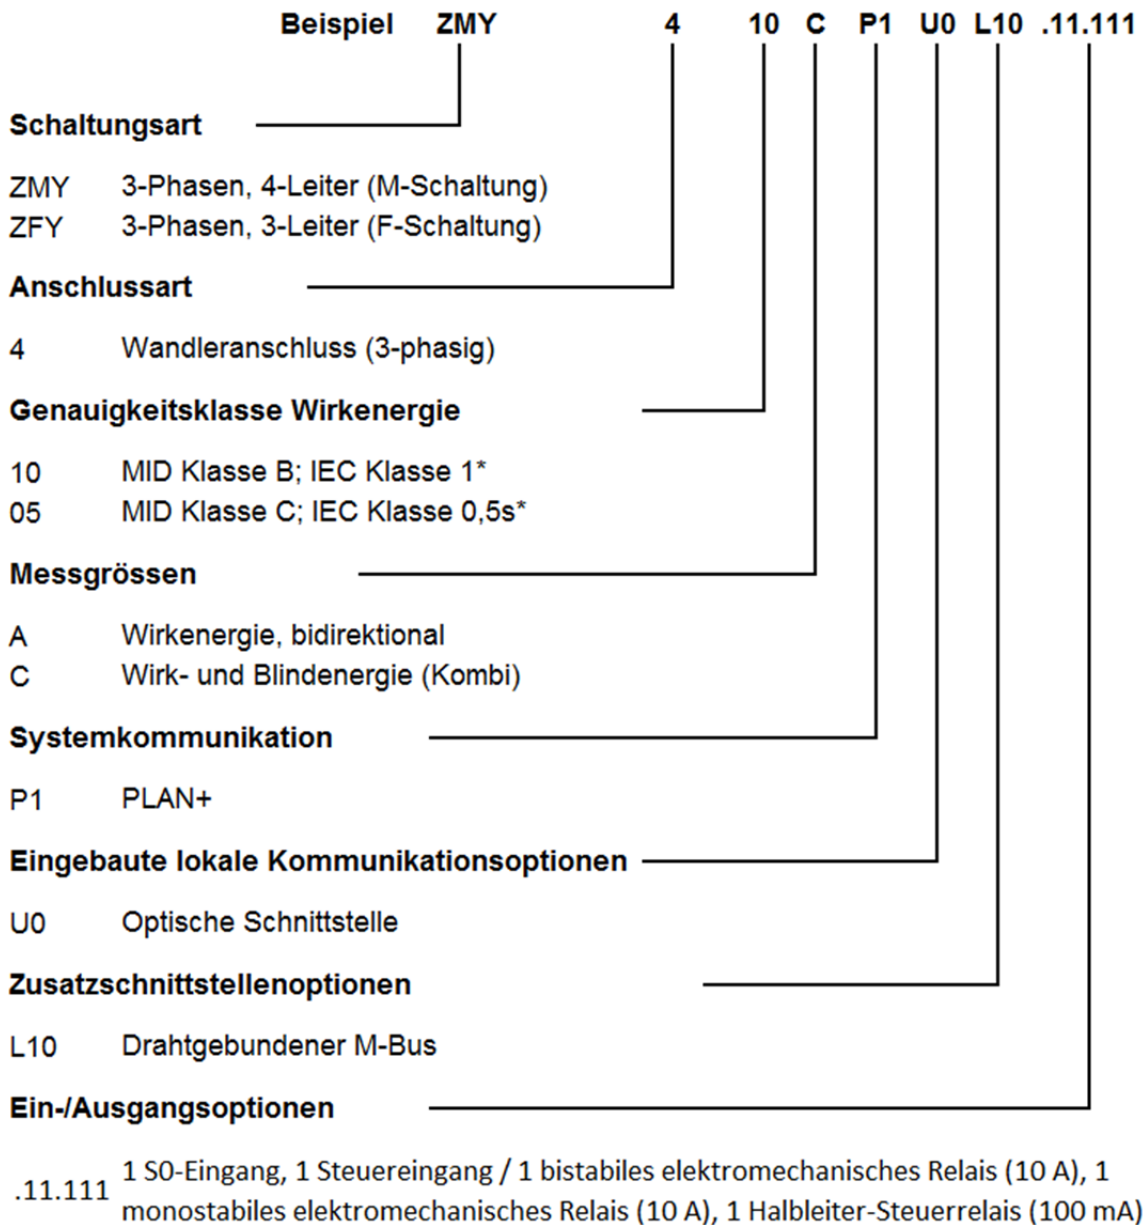 Beispiel ZMY 4 10 C P1 U0 L10 .11.111
Schaltungsart
ZMY 3-Phasen, 4-Leiter (M-Schaltung)
ZFY 3-Phasen, 3-Leiter (F-Schaltung)
Anschlussart
4 Wandleranschluss (3-phasig)
Genauigkeitsklasse Wirkenergie
10 MID Klasse B; IEC Klasse 1*
05 MID Klasse C; IEC Klasse 0,5s*
Messgrössen
A Wirkenergie, bidirektional
C Wirk- und Blindenergie (Kombi)
Systemkommunikation
P1 PLAN+
Eingebaute lokale Kommunikationsoptionen
U0 Optische Schnittstelle
Zusatzschnittstellenoptionen
L10 Drahtgebundener M-Bus
Ein-/Ausgangsoptionen
.11.111 1 S0-Eingang, 1 Steuereingang / 1 bistabiles elektromechanisches Relais (10 A), 1
monostabiles elektromechanisches Relais (10 A), 1 Halbleiter-Steuerrelais (100 mA)